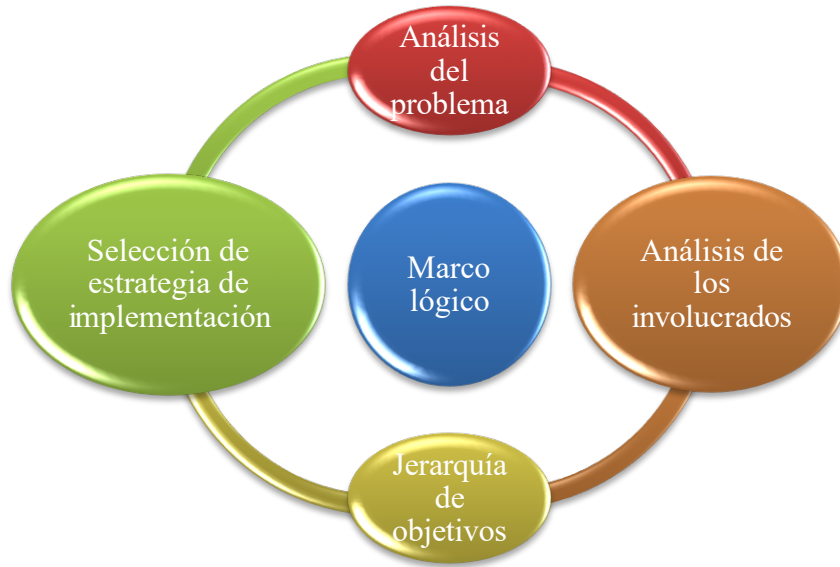 Análisis
del
problema
Selección de
estrategia de
implementación
Marco
lógico
Análisis de
los
involucrados
Jerarquía
de
objetivos